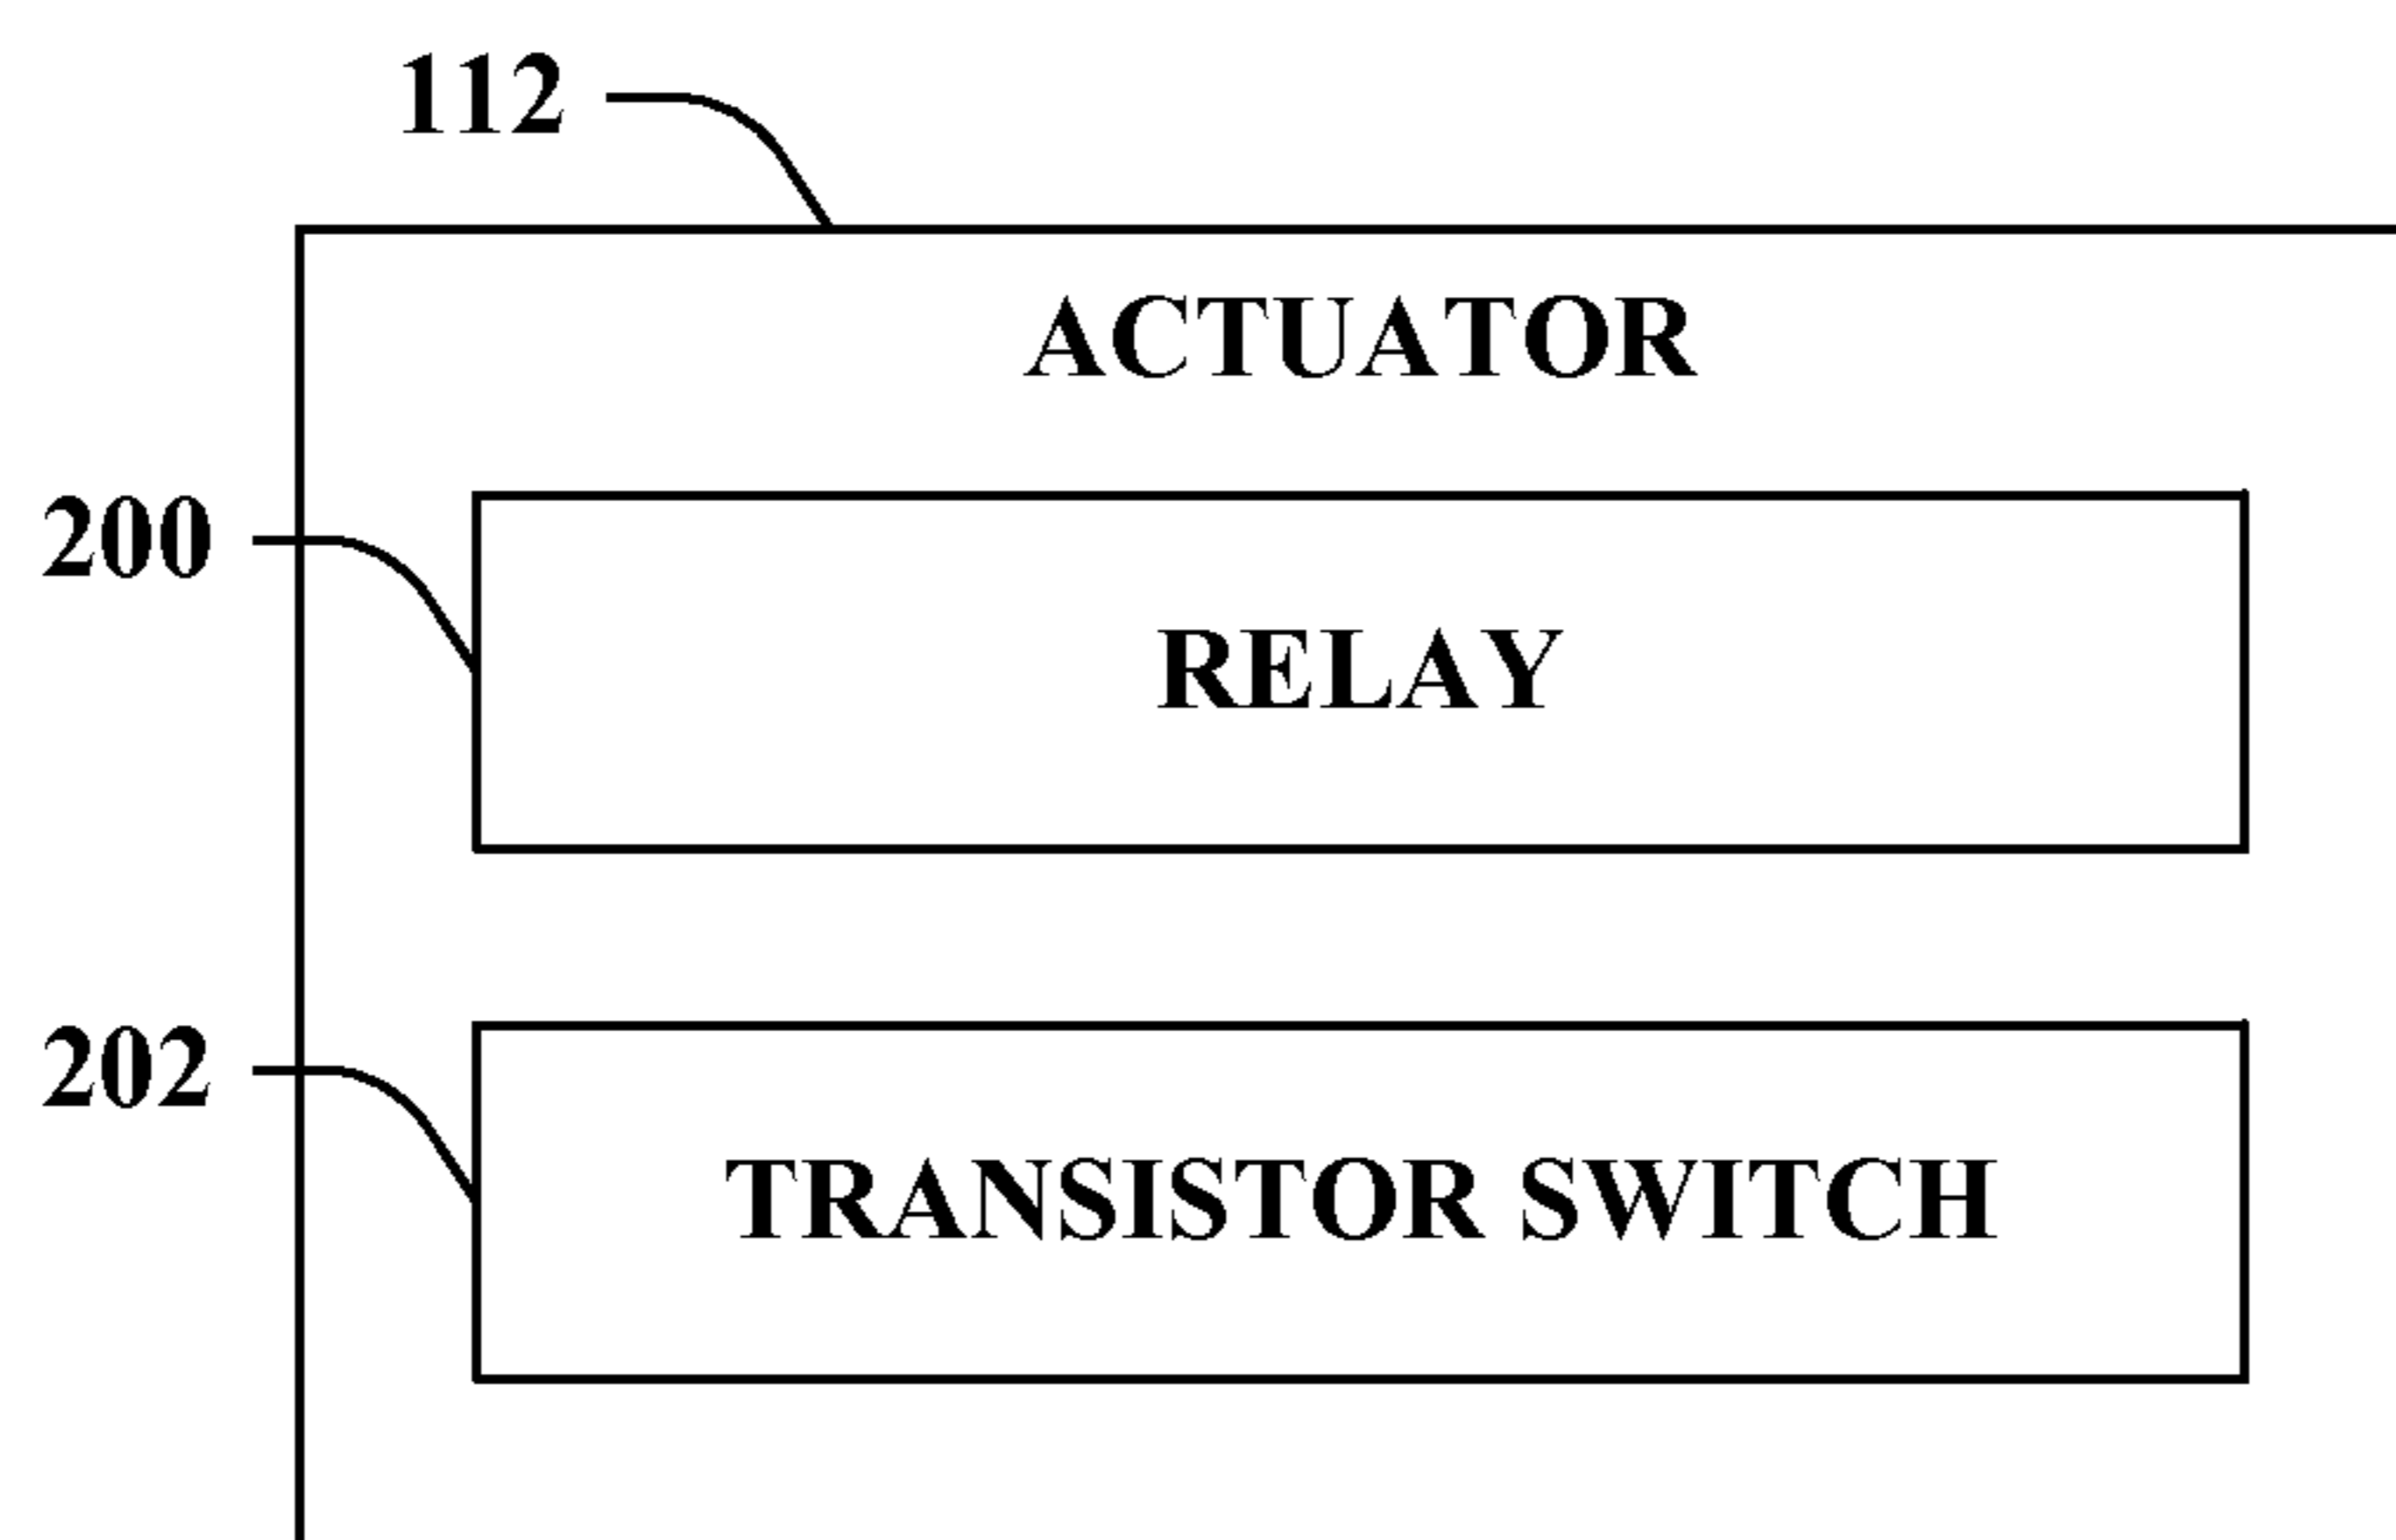 112
ACTUATOR
200
RELAY
202
TRANSISTOR SWITCH